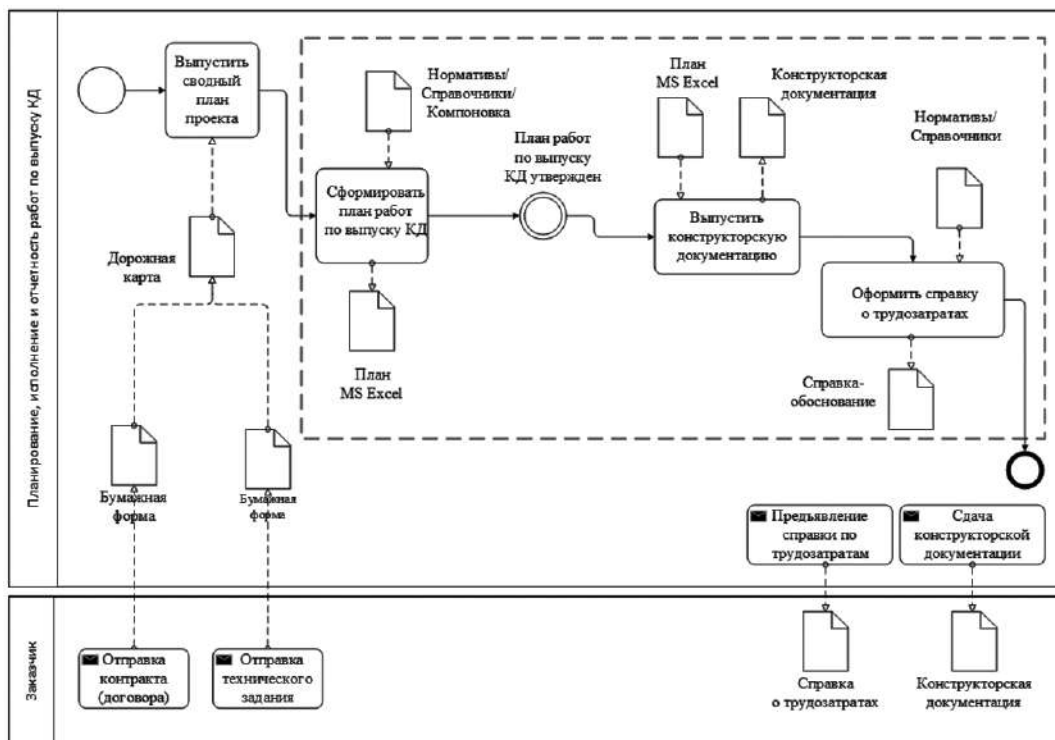 Планирование, исполнение и отчетность работ по выпуску КД
Выпустить
сводный
план
проекта
Нормативы/
Справочники/
Компоновка
План работ
по выпуску
КД утвержден
План
MS Excel
Конструкторская
документация
Нормативы/
Справочники
Сформировать
план работ
по выпуску КД
Выпустить
конструкторскую
документацию
Дорожная
карта
Оформить справку
о трудозатратах
План
MS Excel
Справка-
обоснование
Бумажная
форма
Бумажная
форма
Предъявление
справки по
трудозатратам
Сдача
конструкторской
документации
Заказчик
Отправка
контракта
(договора)
Отправка
технического
задания
Справка
о трудозатратах
Конструкторская
документация